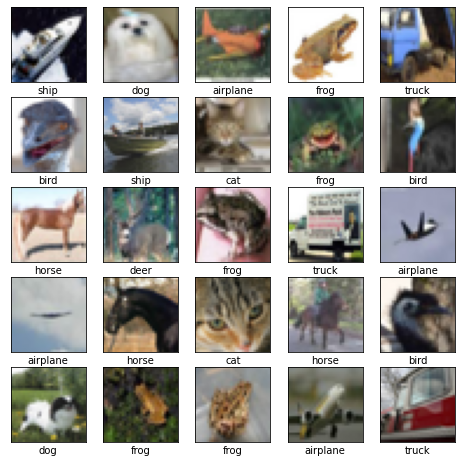 ship dog airplane frog truck
bird ship cat frog bird
horse deer frog truck airplane
airplane horse cat horse bird
dog frog frog airplane truck